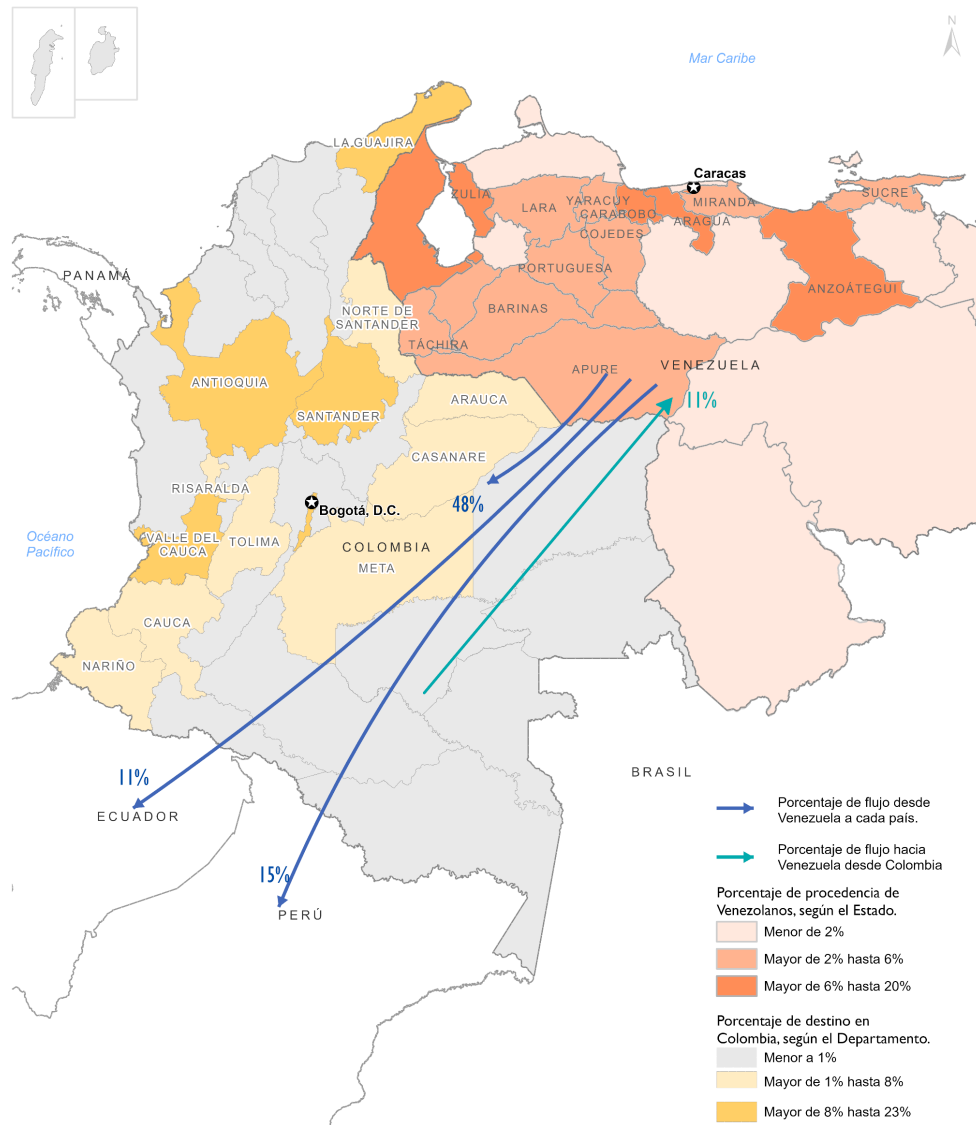 N
Mar Caribe
LA GUAJIRA
Caracas
ZULIA
YARACUY
MIRANDA
SUCRE
LARA
CARABOBO
ARAGUA
COJEDES
PANAMÁ
PORTUGUESA
ANZOÁTEGUI
NORTE DE
SANTANDER
BARINAS
TÁCHIRA
APURE
VENEZUELA
ANTIOQUIA
ARAUCA
11%
SANTANDER
CASANARE
RISARALDA
48%
Bogotá, D.C.
Océano
Pacífico
VALLE DEL
CAUCA
TOLIMA
COLOMBIA
META
CAUCA
NARIÑO
11%
ECUADOR
BRASIL
15%
PERÚ
Porcentaje de flujo desde
Venezuela a cada país.
Porcentaje de flujo hacia
Venezuela desde Colombia
Porcentaje de procedencia de
Venezolanos, según el Estado.
Menor de 2%
Mayor de 2% hasta 6%
Mayor de 6% hasta 20%
Porcentaje de destino en
Colombia, según el Departamento.
Menor a 1%
Mayor de 1% hasta 8%
Mayor de 8% hasta 23%